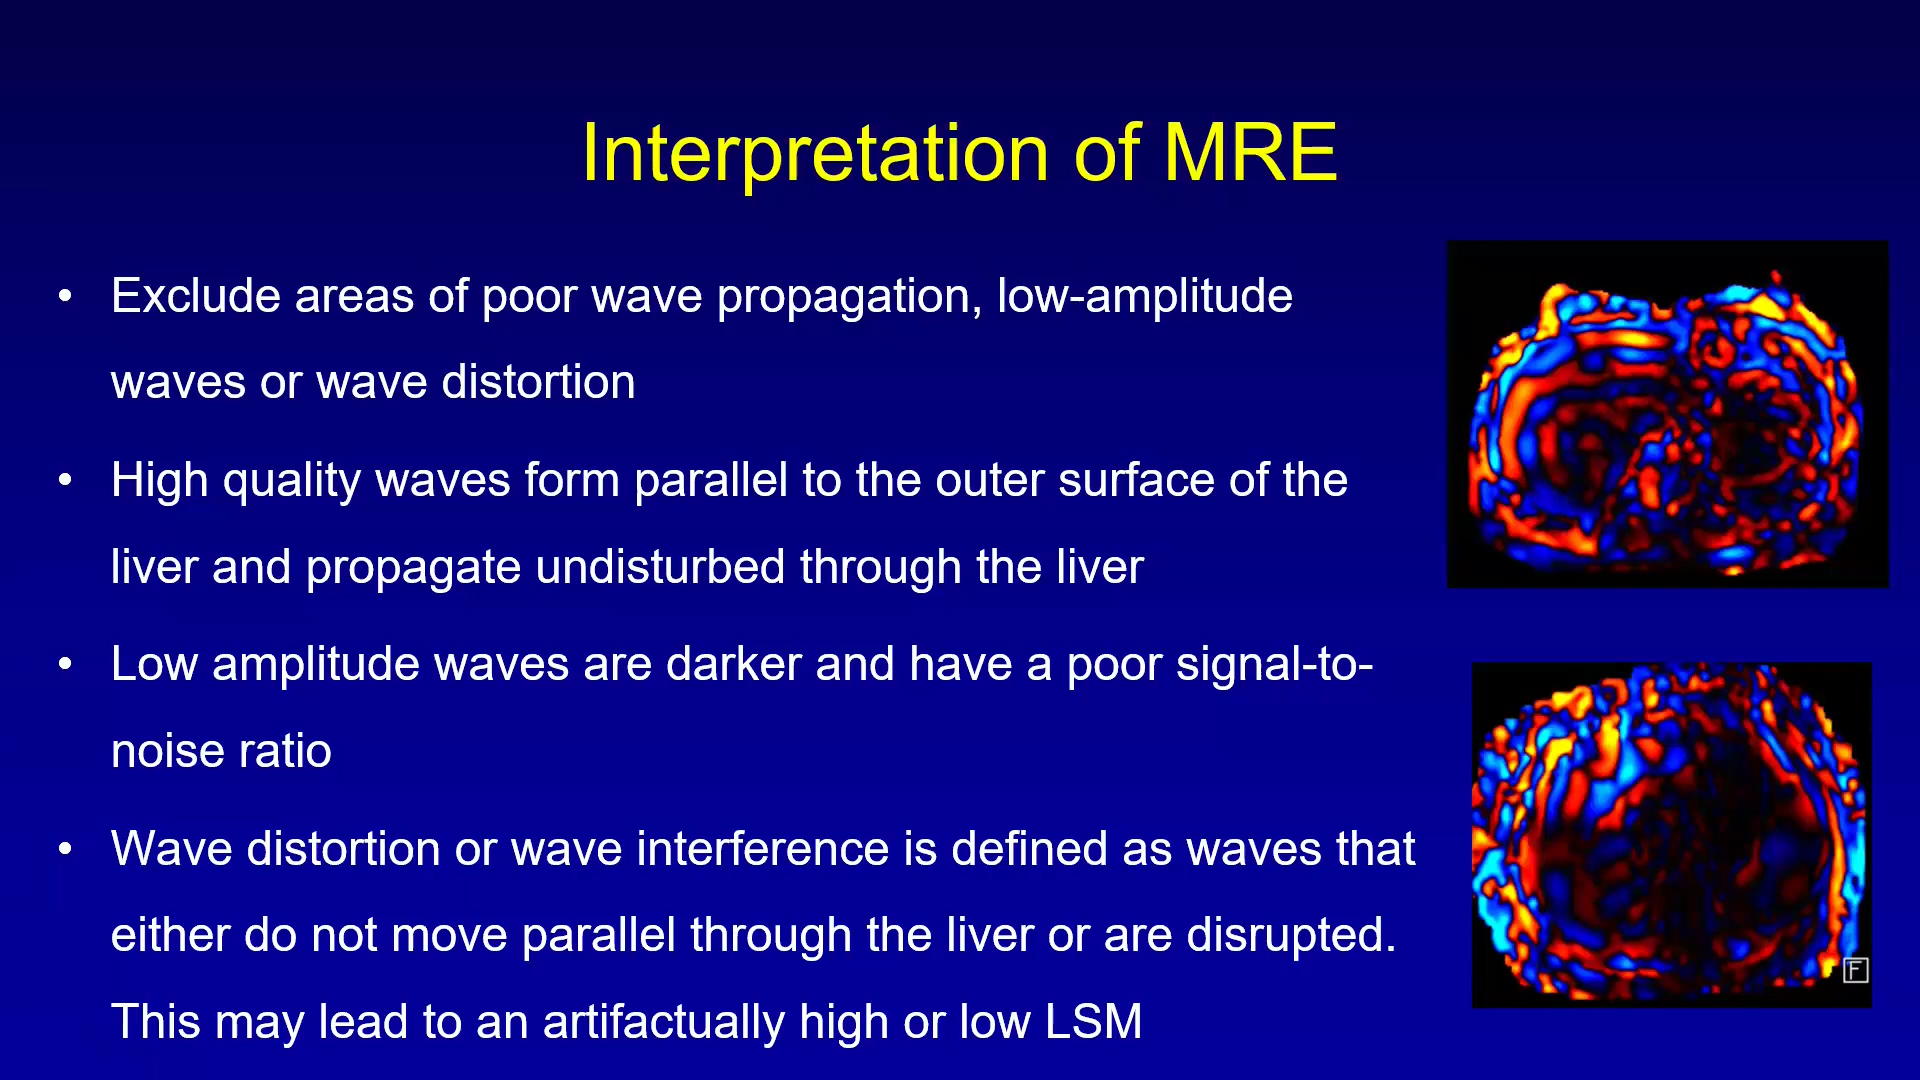 Interpretation of MRE
• Exclude areas of poor wave propagation, low-amplitude
waves or wave distortion
• High quality waves form parallel to the outer surface of the
liver and propagate undisturbed through the liver
• Low amplitude waves are darker and have a poor signal-to-
noise ratio
• Wave distortion or wave interference is defined as waves that
either do not move parallel through the liver or are disrupted.
This may lead to an artifactually high or low LSM
F